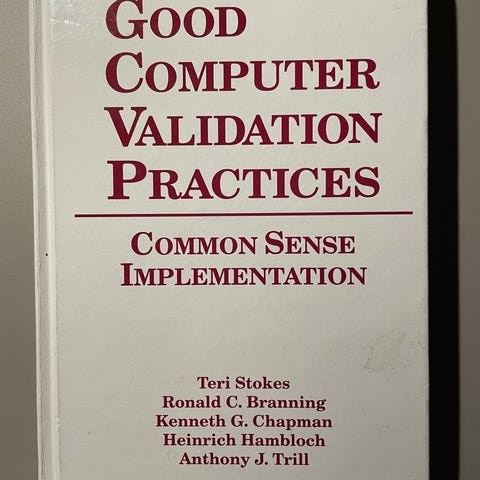 GOOD
COMPUTER
VALIDATION
PRACTICES
COMMON SENSE
IMPLEMENTATION
Teri Stokes
Ronald C. Branning
Kenneth G. Chapman
Heinrich Hambloch
Anthony J. Trill